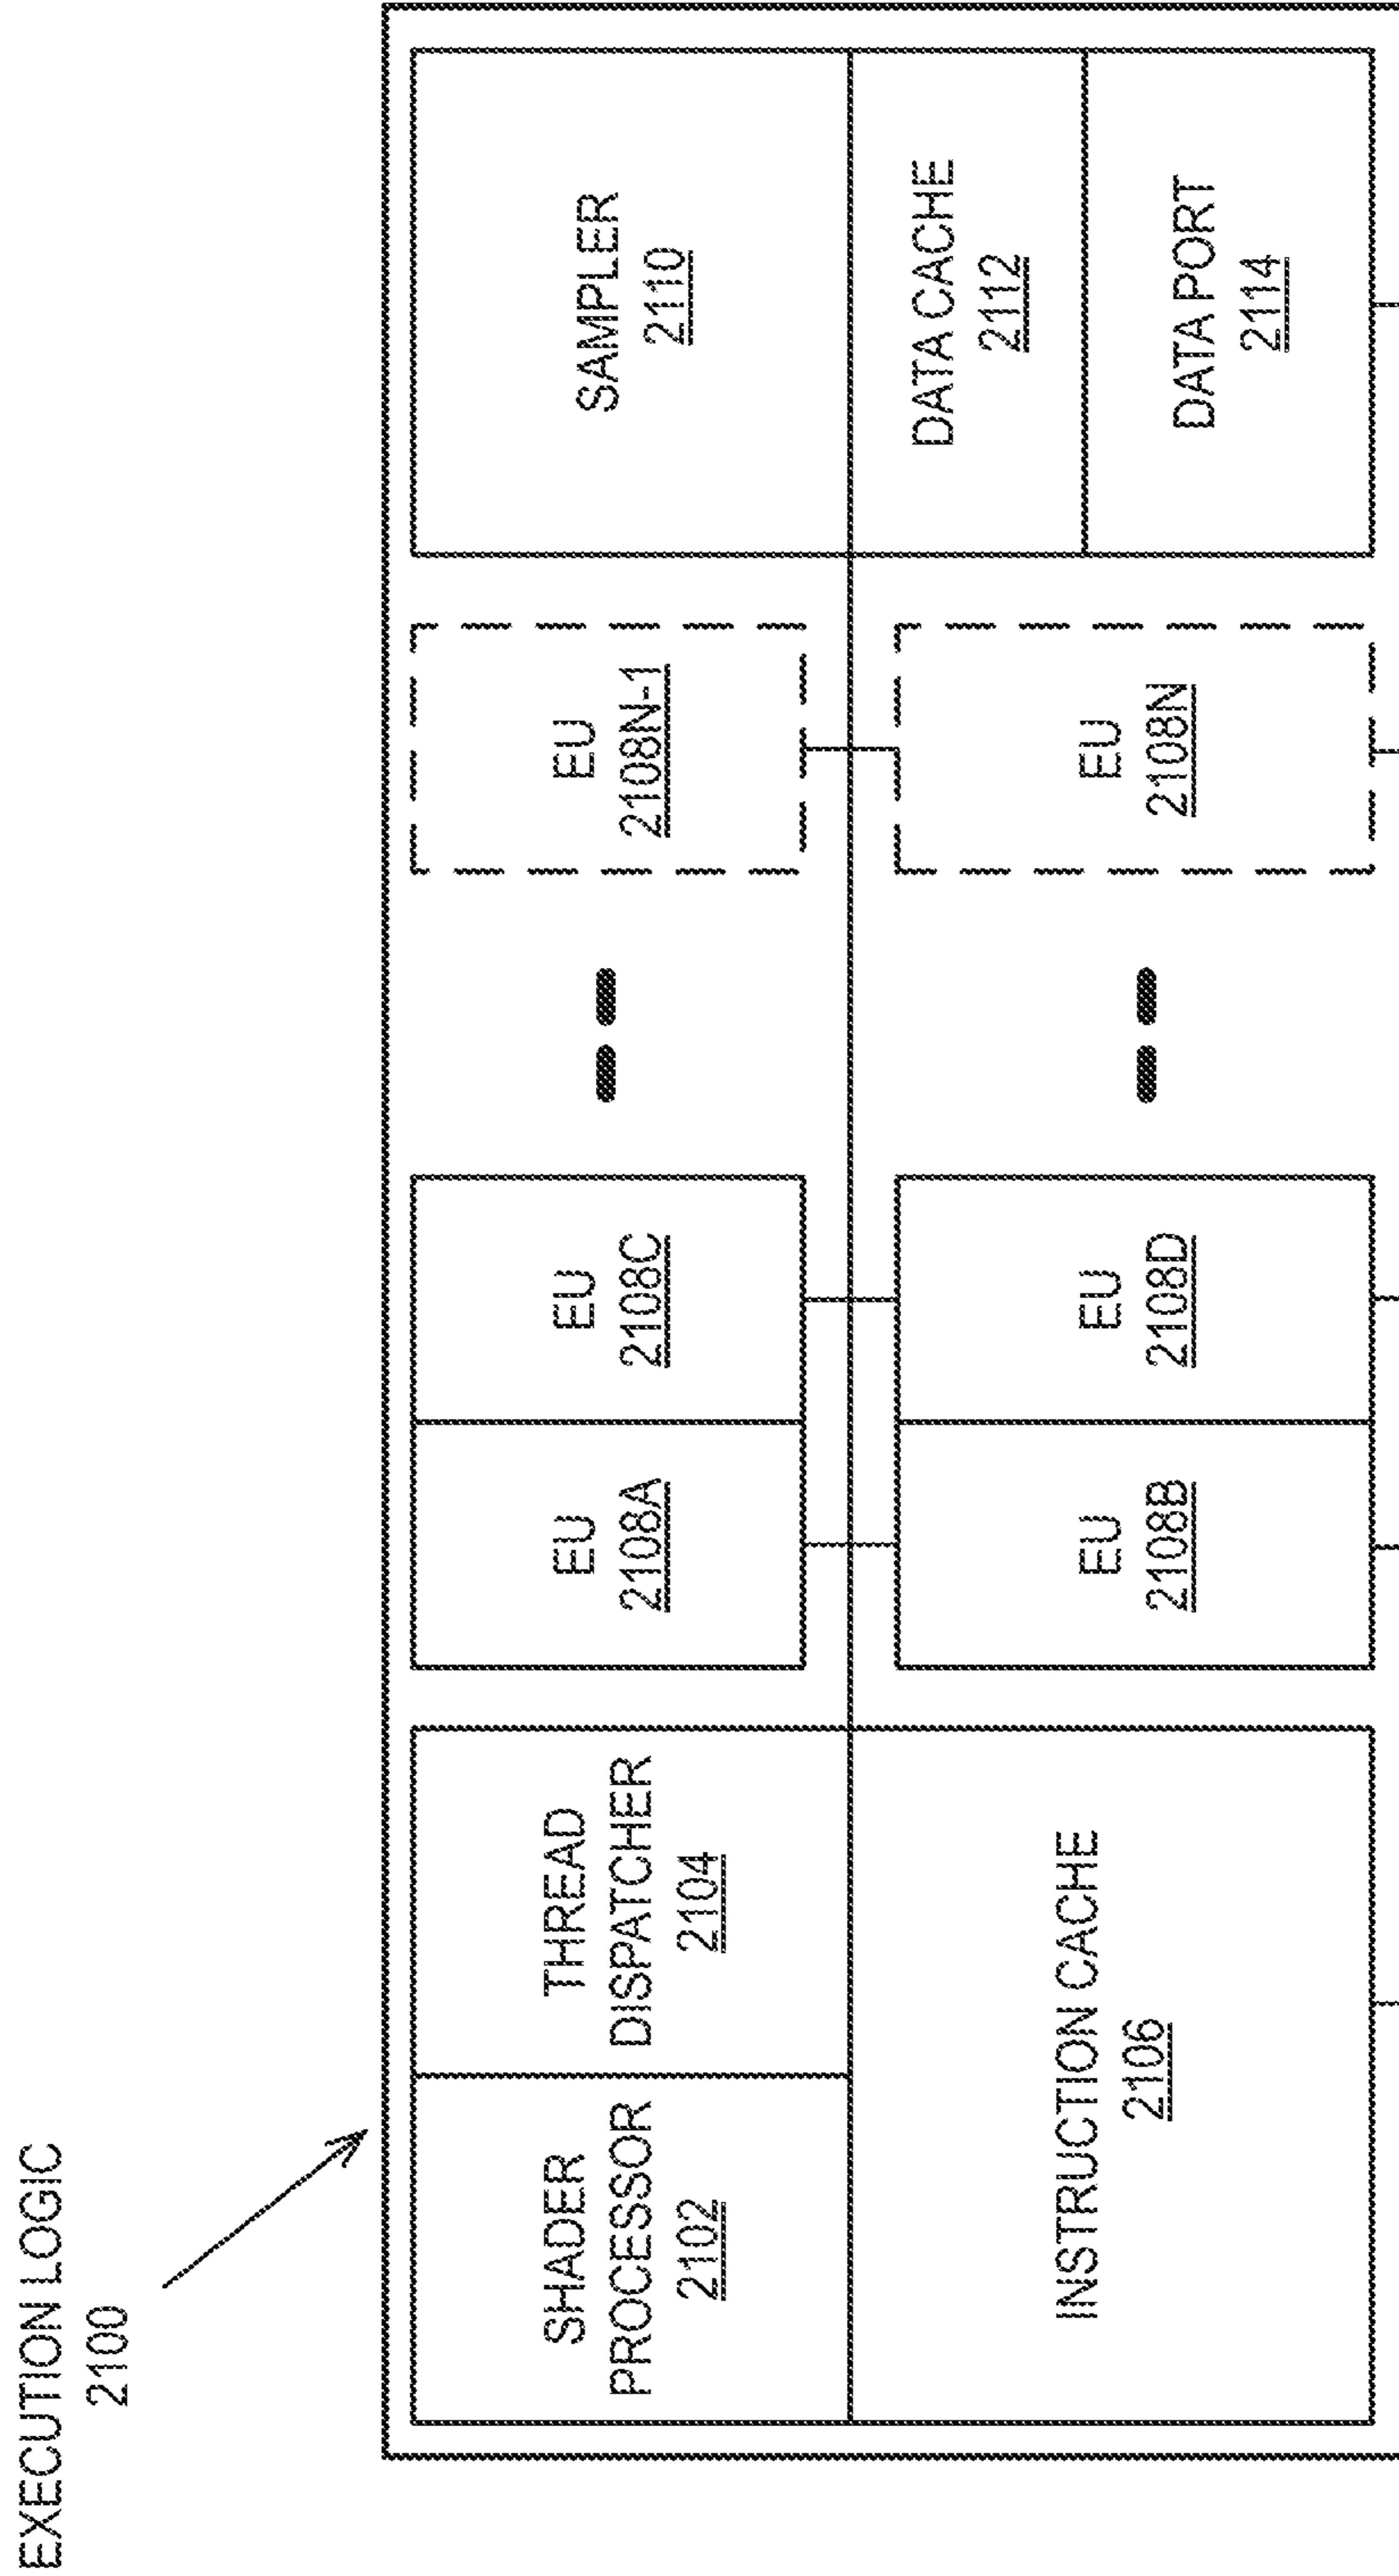 EXECUTION LOGIC
2100
SHADER
PROCESSOR
2102
THREAD
DISPATCHER
2104
EU
2108A
EU
2108C
EU
2108N-1
SAMPLER
2110
INSTRUCTION CACHE
2106
EU
2108B
EU
2108D
EU
2108N
DATA CACHE
2112
DATA PORT
2114